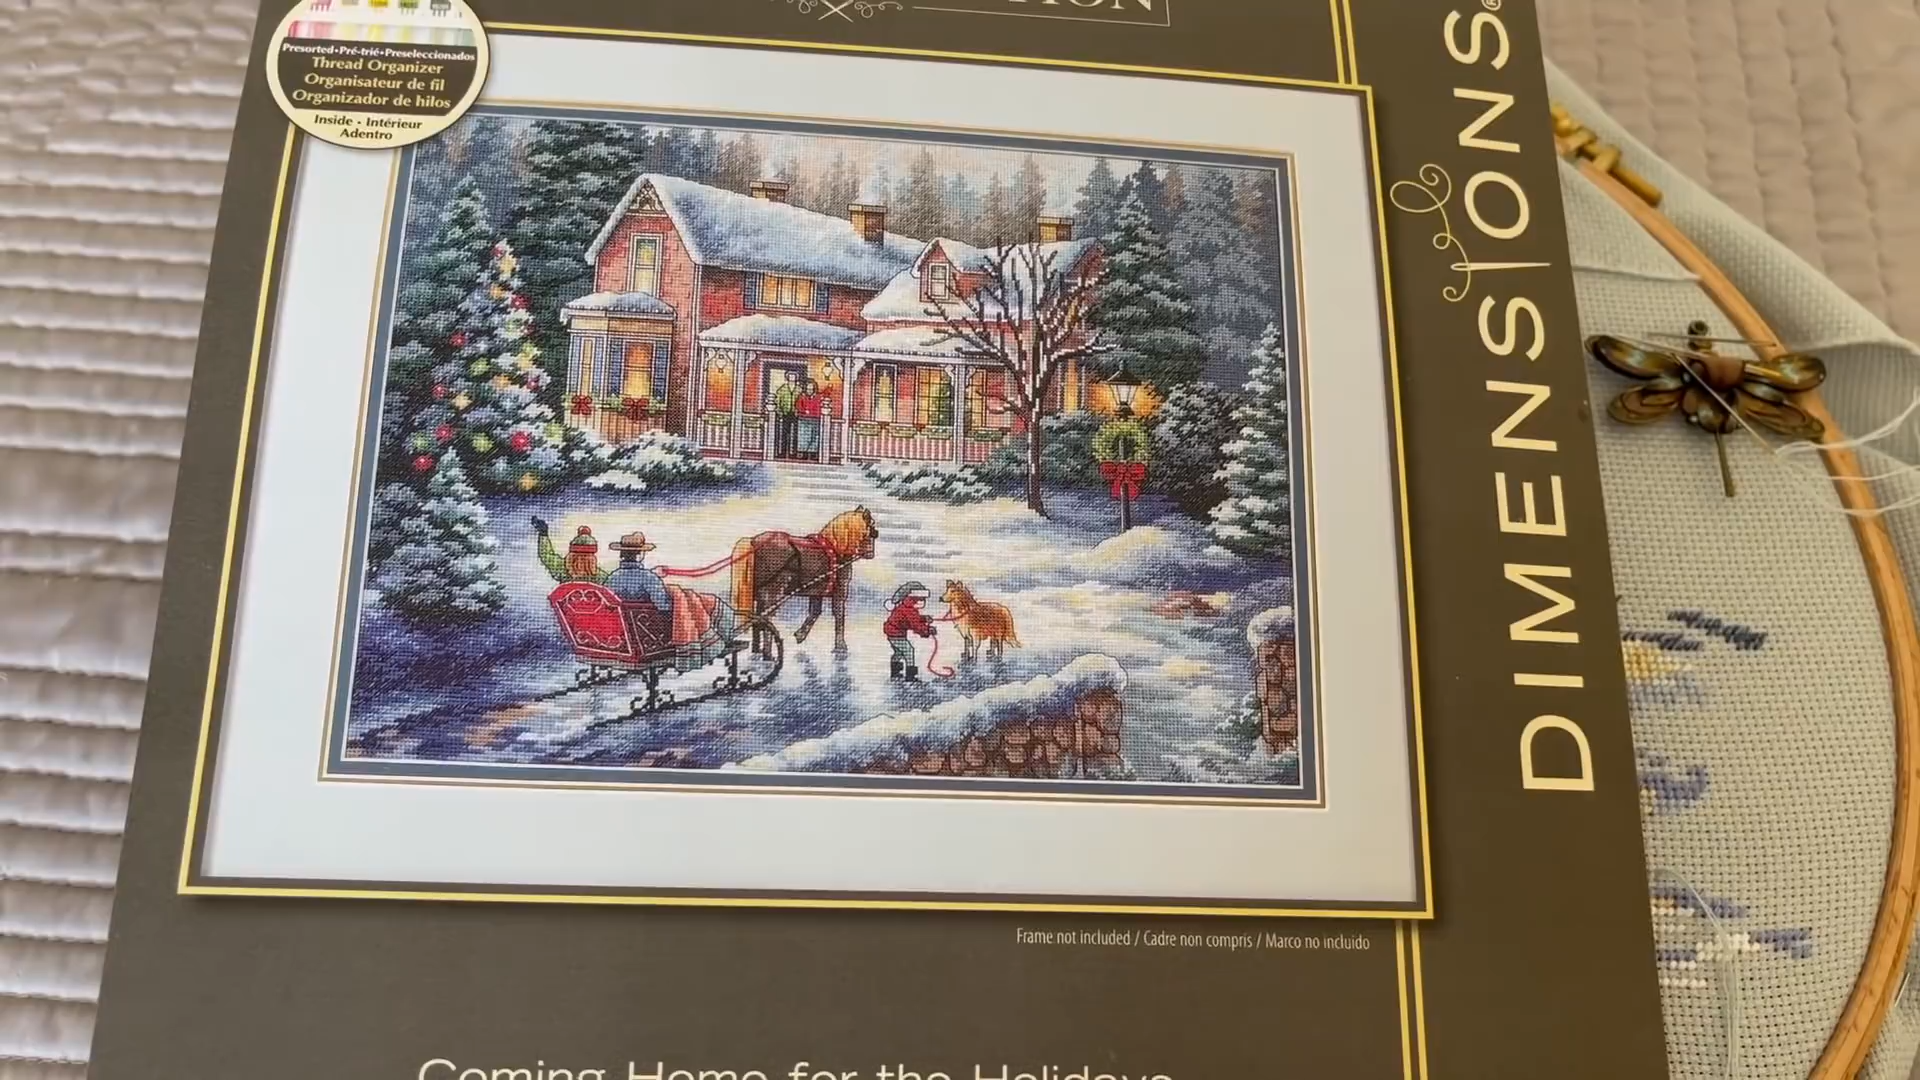 Presorted•Pré-trié•Preseleccionados
Thread Organizer
Organisateur de fil
Organizador de hilos
Inside - Intérieur
Adentro
DIMENSIONS®
Frame not included / Cadre non compris / Marco no incluido
Coming Home for the Holidays